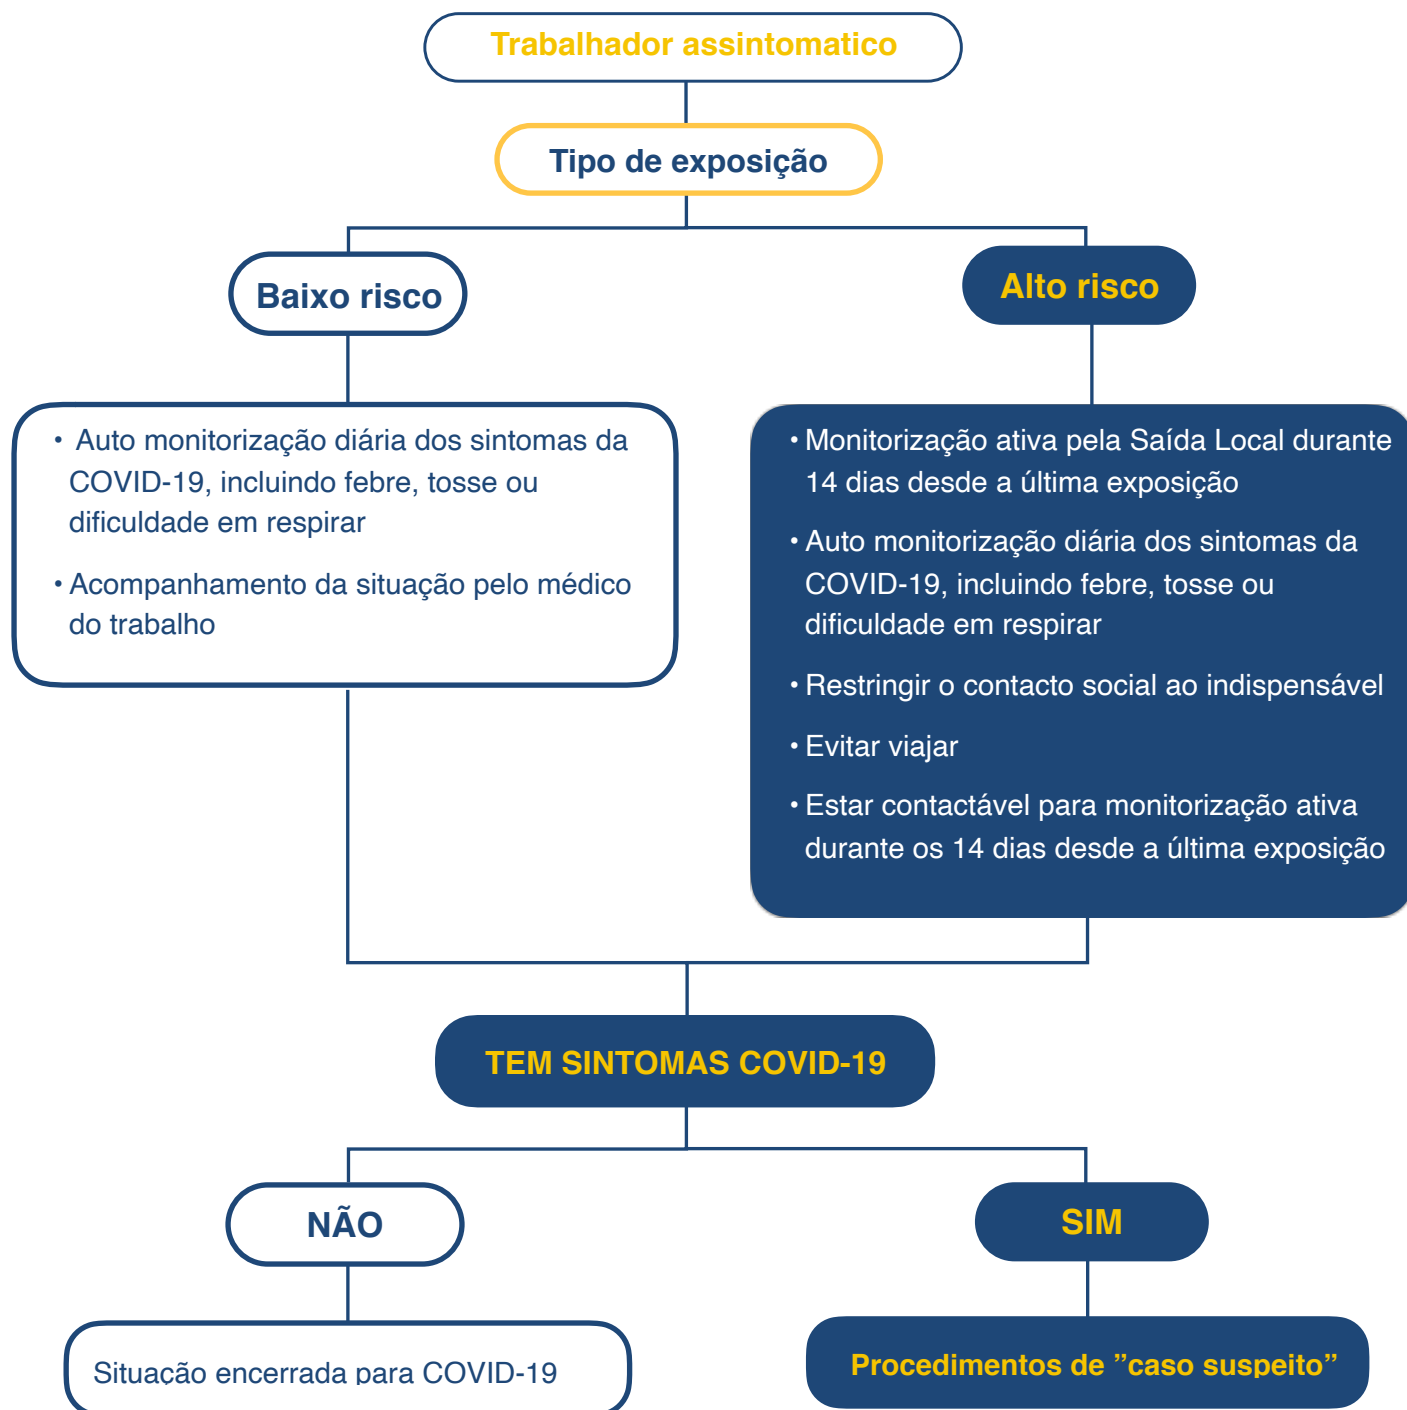 Trabalhador assintomatico
Tipo de exposição
Baixo risco
Alto risco
• Auto monitorização diária dos sintomas da
COVID-19, incluindo febre, tosse ou
dificuldade em respirar
• Acompanhamento da situação pelo médico
do trabalho
• Monitorização ativa pela Saída Local durante
14 dias desde a última exposição
• Auto monitorização diária dos sintomas da
COVID-19, incluindo febre, tosse ou
dificuldade em respirar
• Restringir o contacto social ao indispensável
• Evitar viajar
• Estar contactável para monitorização ativa
durante os 14 dias desde a última exposição
TEM SINTOMAS COVID-19
NÃO
SIM
Situação encerrada para COVID-19
Procedimentos de ”caso suspeito”